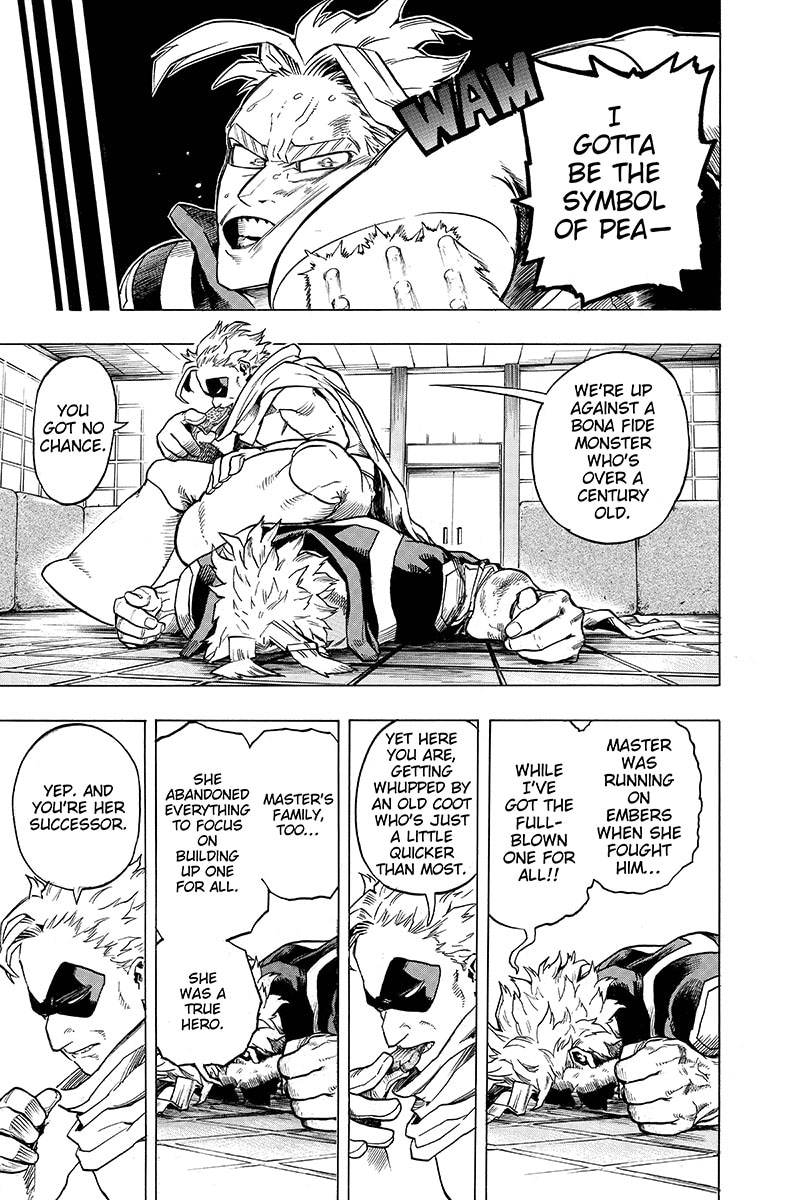 I
GOTTA
BE THE
SYMBOL
OF PEA—
WAM
WE'RE UP
AGAINST A
BONA FIDE
MONSTER
WHO'S
OVER A
CENTURY
OLD.
YOU
GOT NO
CHANCE.
MASTER
WAS
RUNNING
ON
EMBERS
WHEN SHE
FOUGHT
HIM...
WHILE
I'VE
GOT THE
FULL-
BLOWN
ONE FOR
ALL!!
YET HERE
YOU ARE,
GETTING
WHUPPED BY
AN OLD COOT
WHO'S JUST
A LITTLE
QUICKER
THAN MOST.
MASTER'S
FAMILY,
TOO...
SHE
ABANDONED
EVERYTHING
TO FOCUS
ON
BUILDING
UP ONE
FOR ALL.
SHE
WAS A
TRUE
HERO.
YEP. AND
YOU'RE HER
SUCCESSOR.